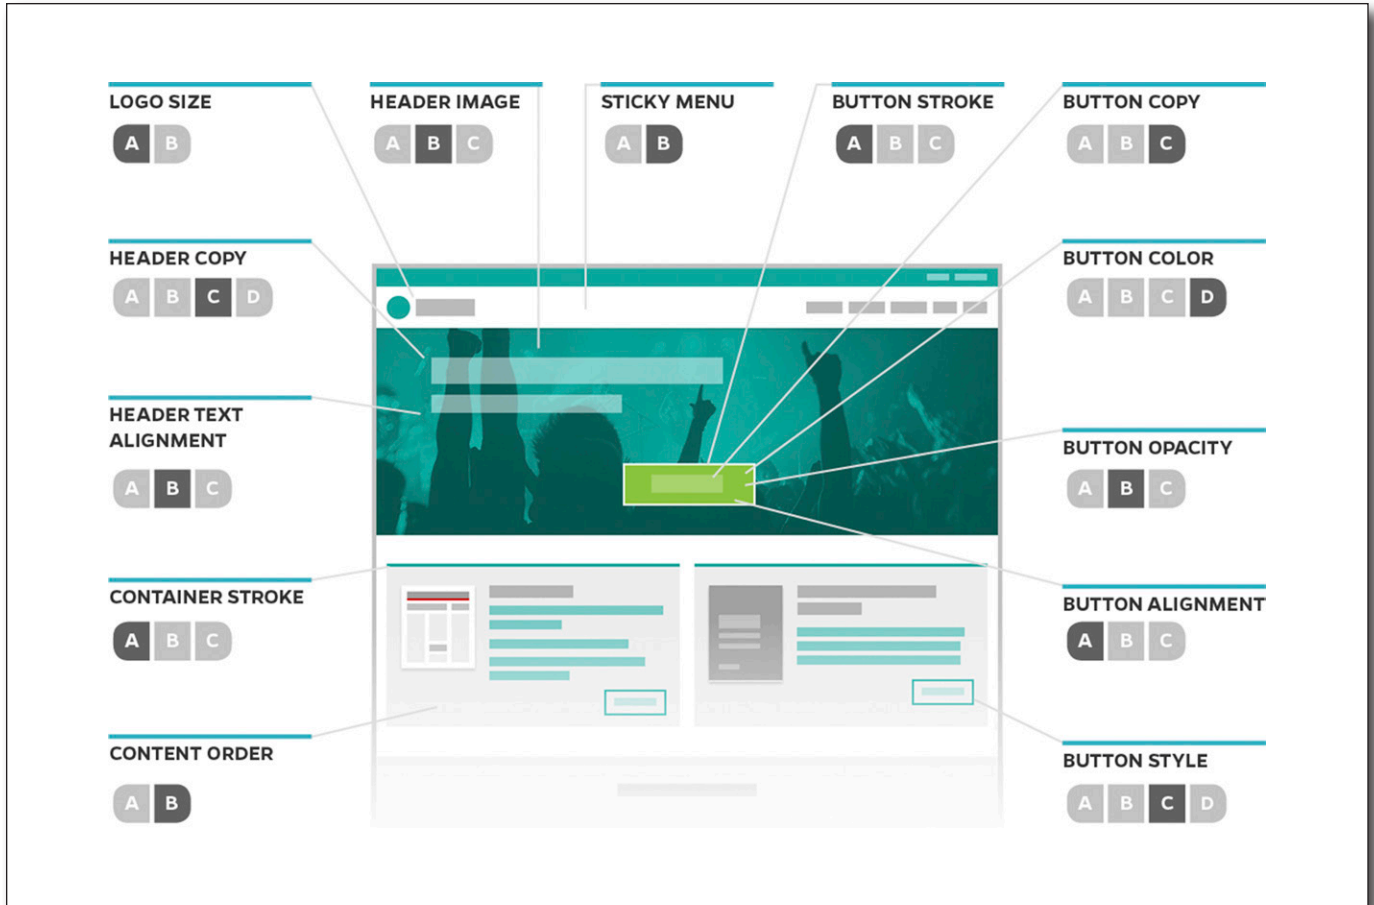 LOGO SIZE
A B
HEADER IMAGE
A B C
STICKY MENU
A B
BUTTON STROKE
A B C
BUTTON COPY
A B C
HEADER COPY
A B C D
BUTTON COLOR
A B C D
HEADER TEXT
ALIGNMENT
A B C
BUTTON OPACITY
A B C
CONTAINER STROKE
A B C
BUTTON ALIGNMENT
A B C
CONTENT ORDER
A B
BUTTON STYLE
A B C D